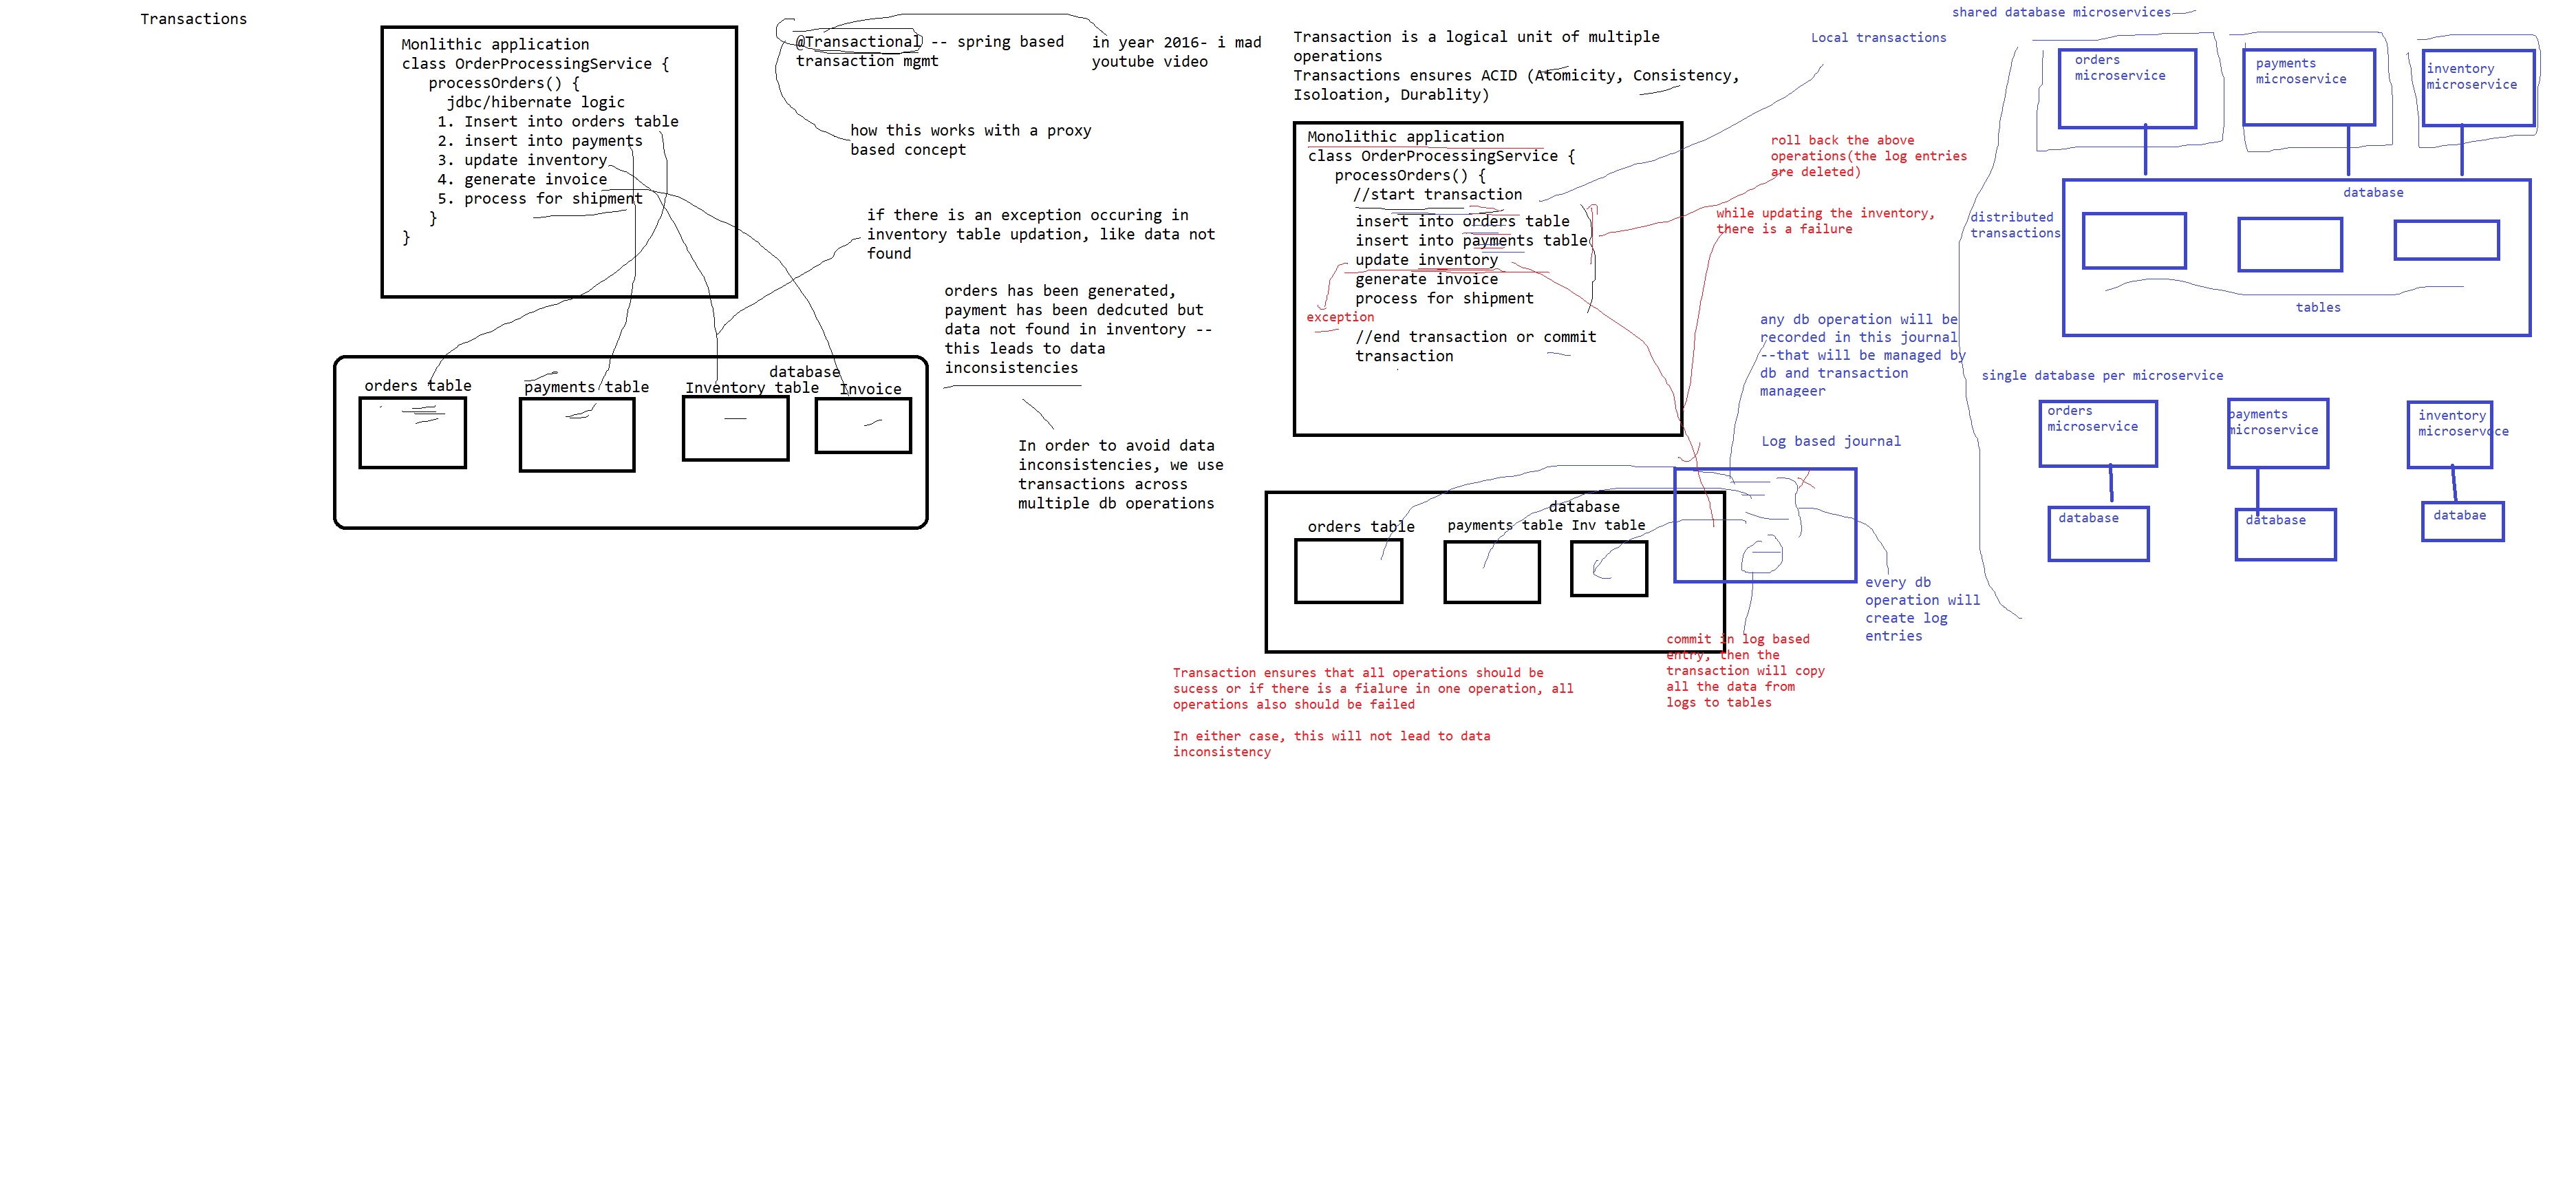 Transactions
Monlithic application
class OrderProcessingService {
processOrders() {
jdbc/hibernate logic
1. Insert into orders table
2. insert into payments
3. update inventory
4. generate invoice
5. process for shipment
}
}
@Transactional -- spring based
transaction mgmt
in year 2016- i mad
youtube video
how this works with a proxy
based concept
if there is an exception occuring in
inventory table updation, like data not
found
orders has been generated,
payment has been dedcuted but
data not found in inventory --
this leads to data
inconsistencies
In order to avoid data
inconsistencies, we use
transactions across
multiple db operations
database
orders table
payments table
Inventory table
Invoice
Transaction is a logical unit of multiple
operations
Transactions ensures ACID (Atomicity, Consistency,
Isoloation, Durablity)
Monolithic application
class OrderProcessingService {
processOrders() {
//start transaction
insert into orders table
insert into payments table
update inventory
generate invoice
process for shipment
exception
//end transaction or commit
transaction
Local transactions
roll back the above
operations(the log entries
are deleted)
while updating the inventory,
there is a failure
any db operation will be
recorded in this journal
--that will be managed by
db and transaction
manageer
Log based journal
database
orders table
payments table
Inv table
every db
operation will
create log
entries
commit in log based
entry, then the
transaction will copy
all the data from
logs to tables
Transaction ensures that all operations should be
sucess or if there is a fialure in one operation, all
operations also should be failed
In either case, this will not lead to data
inconsistency
shared database microservices
orders
microservice
payments
microservice
inventory
microservice
database
distributed
transactions
tables
single database per microservice
orders
microservice
payments
microservice
inventory
microservce
database
database
databae